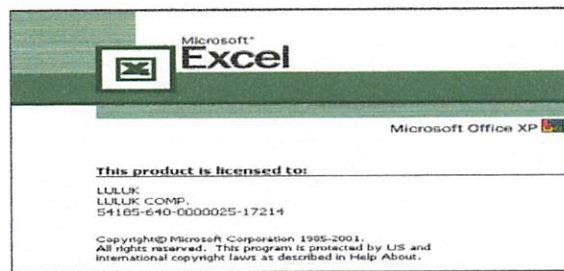 Microsoft®
Excel
Microsoft Office XP
This product is licensed to:
LULUK
LULUK COMP.
54185-640-0000025-17214
Copyright© Microsoft Corporation 1985-2001.
All rights reserved. This program is protected by US and
international copyright laws as described in Help About.